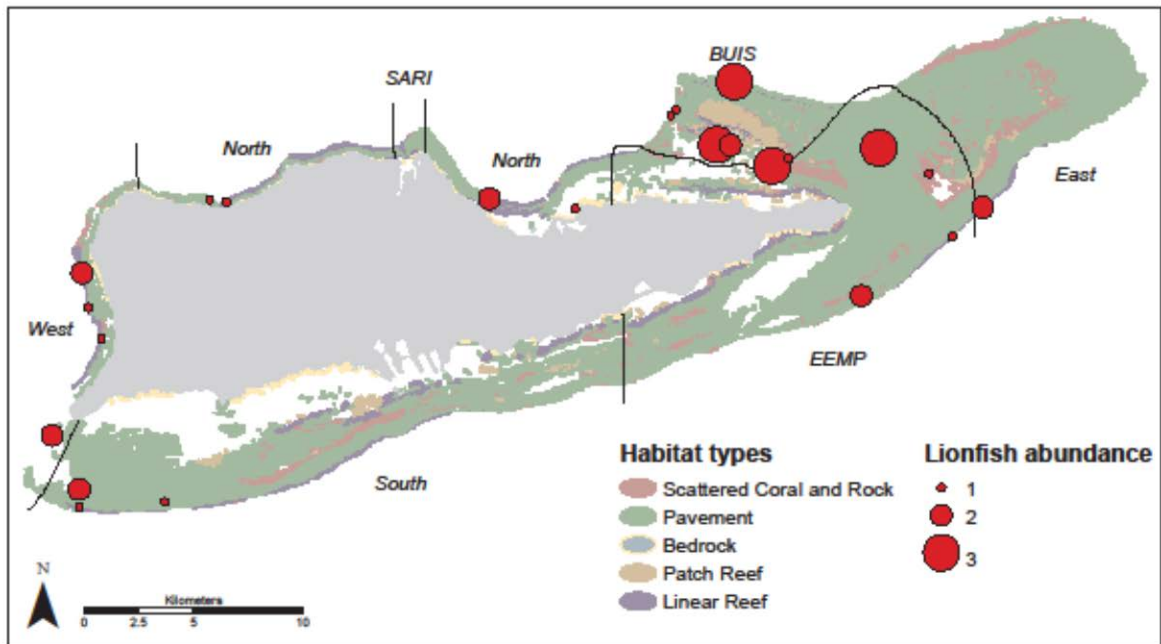 BUIS
SARI
North
North
East
West
EEMP
South
Habitat types
Scattered Coral and Rock
Pavement
Bedrock
Patch Reef
Linear Reef
Lionfish abundance
1
2
3
N
Kilometers
0 2.5 5 10